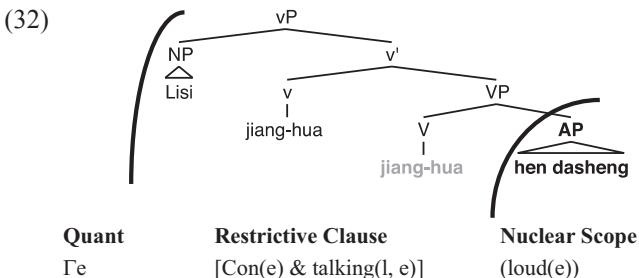 (32)
vP
NP v'
Lisi v VP
jiang-hua V AP
jiang-hua hen dasheng
Quant Restrictive Clause Nuclear Scope
Γe [Con(e) & talking(l, e)] (loud(e))